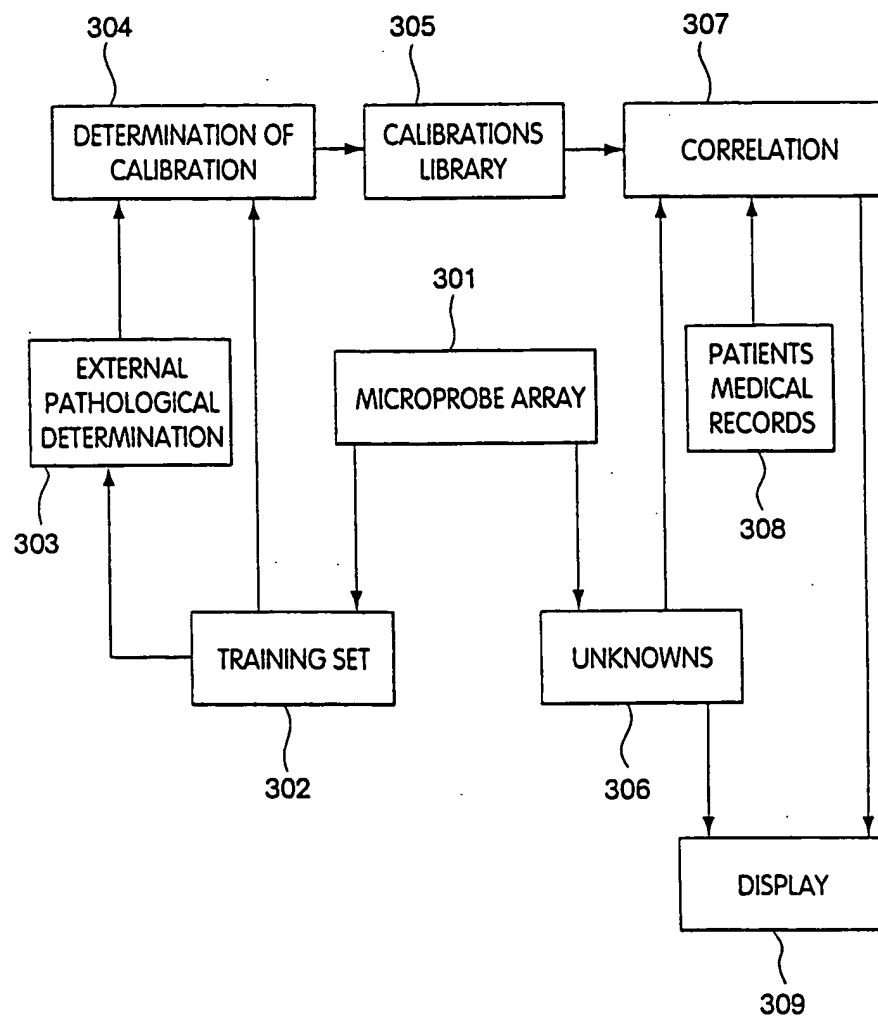 304
305
307
DETERMINATION OF
CALIBRATION
CALIBRATIONS
LIBRARY
CORRELATION
301
EXTERNAL
PATHOLOGICAL
DETERMINATION
MICROPROBE ARRAY
PATIENTS
MEDICAL
RECORDS
303
308
TRAINING SET
UNKNOWNS
302
306
DISPLAY
309